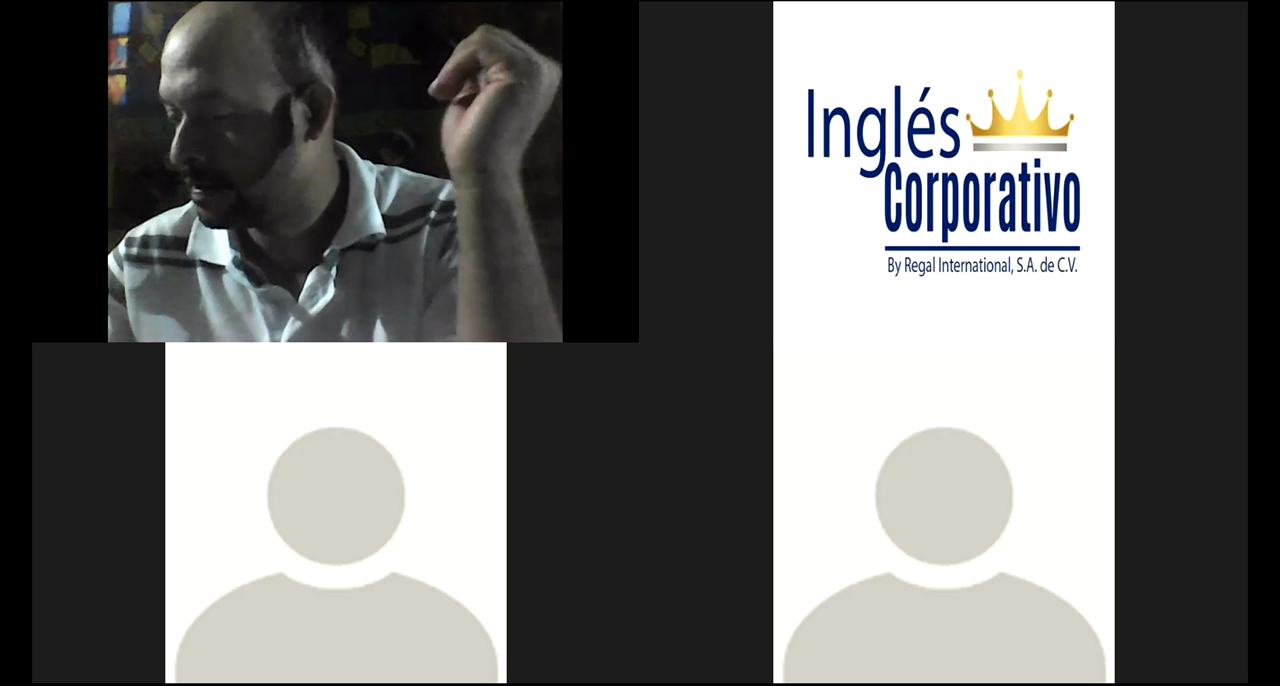 Inglés
Corporativo
By Regal International, S.A. de C.V.